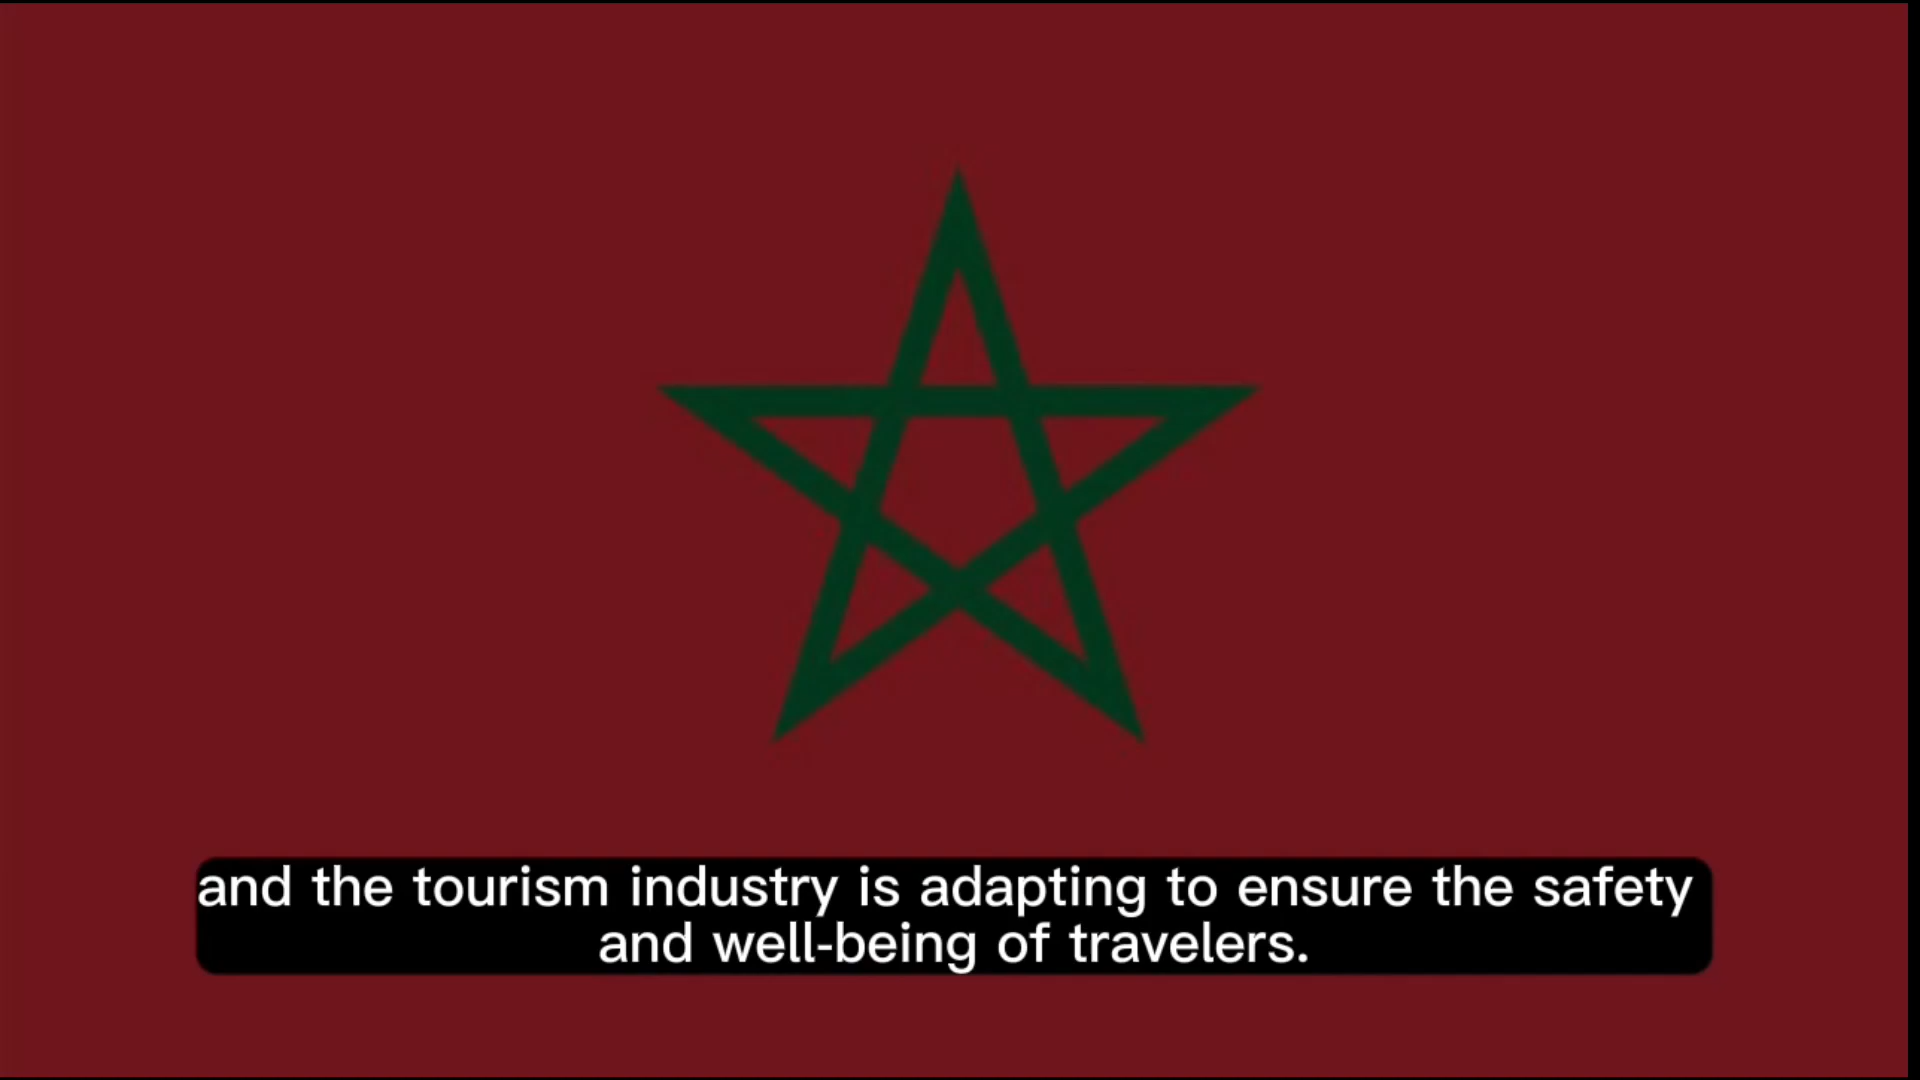 and the tourism industry is adapting to ensure the safety
and well-being of travelers.